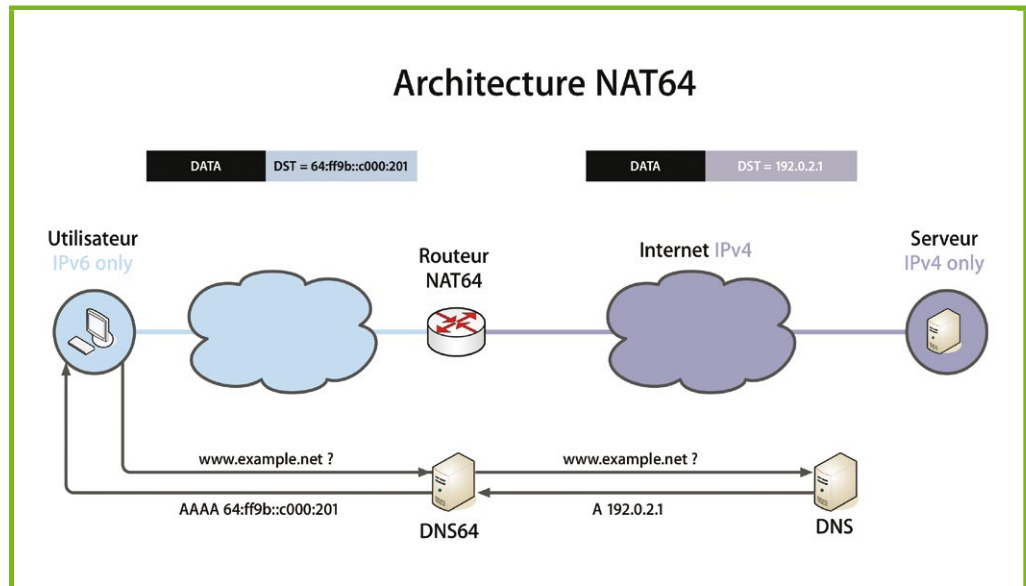 Architecture NAT64
DATA
DST = 64:ff9b::c000:201
DATA
DST = 192.0.2.1
Utilisateur
IPv6 only
Routeur
NAT64
Internet IPv4
Serveur
IPv4 only
www.example.net ?
www.example.net ?
AAAA 64:ff9b::c000:201
A 192.0.2.1
DNS64
DNS